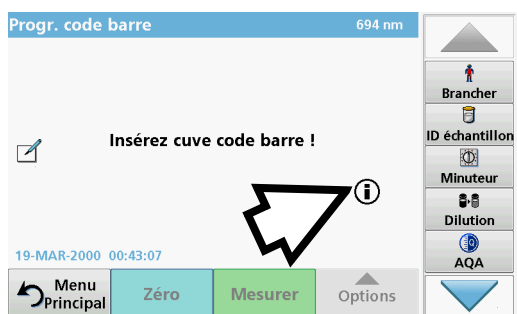 Progr. code barre 694 nm
Brancher
ID échantillon
Insérez cuve code barre !
Minuteur
Dilution
19-MAR-2000 00:43:07
AQA
Menu Principal
Zéro
Mesurer
Options